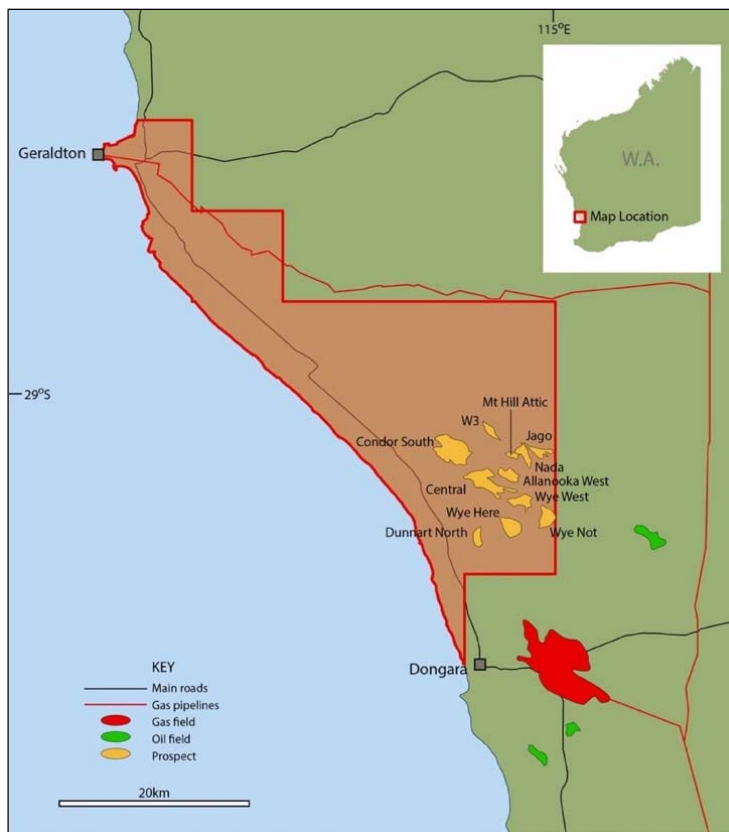 115°E
Geraldton
W.A.
Map Location
29°S
Mt Hill Attic
W3
Jago
Condor South
Nada
Allanooka West
Central
Wye West
Wye Here
Dunnart North
Wye Not
Dongara
KEY
Main roads
Gas pipelines
Gas field
Oil field
Prospect
20km